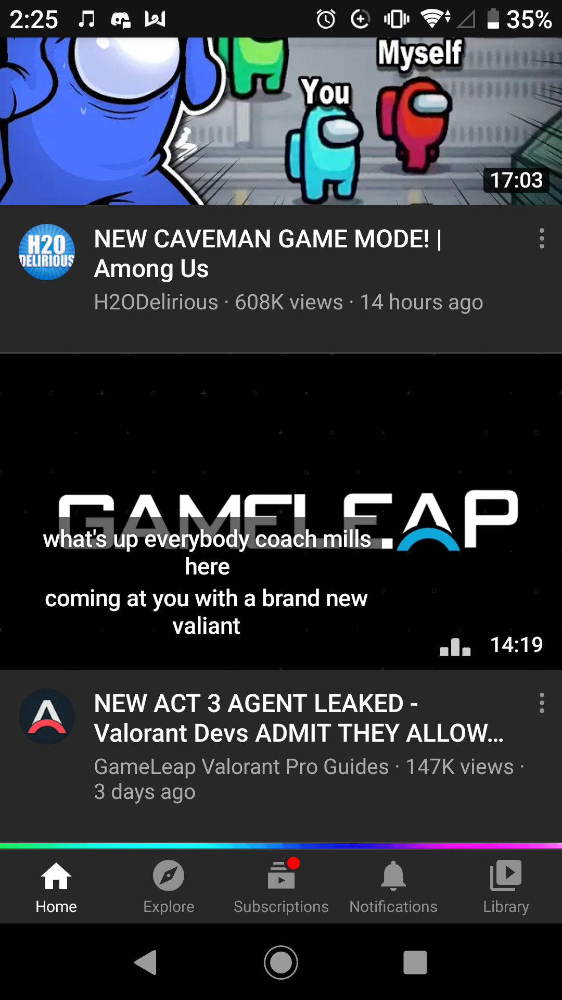 2:25
35%
Myself
You
17:03
H2O
DELIRIOUS
NEW CAVEMAN GAME MODE! |
Among Us
H2ODelirious · 608K views · 14 hours ago
GAMELEAP
what's up everybody coach mills
here
coming at you with a brand new
valiant
14:19
NEW ACT 3 AGENT LEAKED -
Valorant Devs ADMIT THEY ALLOW...
GameLeap Valorant Pro Guides · 147K views ·
3 days ago
Home
Explore
Subscriptions
Notifications
Library